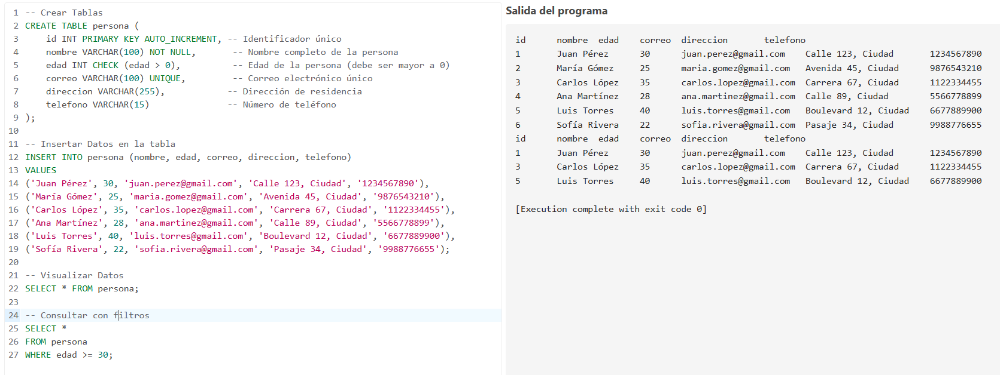 1 -- Crear Tablas
2 CREATE TABLE persona (
3     id INT PRIMARY KEY AUTO_INCREMENT, -- Identificador único
4     nombre VARCHAR(100) NOT NULL,       -- Nombre completo de la persona
5     edad INT CHECK (edad > 0),          -- Edad de la persona (debe ser mayor a 0)
6     correo VARCHAR(100) UNIQUE,         -- Correo electrónico único
7     direccion VARCHAR(255),            -- Dirección de residencia
8     telefono VARCHAR(15)               -- Número de teléfono
9 );
10
11 -- Insertar Datos en la tabla
12 INSERT INTO persona (nombre, edad, correo, direccion, telefono)
13 VALUES
14 ('Juan Pérez', 30, 'juan.perez@gmail.com', 'Calle 123, Ciudad', '1234567890'),
15 ('María Gómez', 25, 'maria.gomez@gmail.com', 'Avenida 45, Ciudad', '9876543210'),
16 ('Carlos López', 35, 'carlos.lopez@gmail.com', 'Carrera 67, Ciudad', '1122334455'),
17 ('Ana Martínez', 28, 'ana.martinez@gmail.com', 'Calle 89, Ciudad', '5566778899'),
18 ('Luis Torres', 40, 'luis.torres@gmail.com', 'Boulevard 12, Ciudad', '6677889900'),
19 ('Sofía Rivera', 22, 'sofia.rivera@gmail.com', 'Pasaje 34, Ciudad', '9988776655');
20
21 -- Visualizar Datos
22 SELECT * FROM persona;
23
24 -- Consultar con filtros
25 SELECT *
26 FROM persona
27 WHERE edad >= 30;
Salida del programa
id      nombre  edad    correo  direccion       telefono
1       Juan Pérez      30      juan.perez@gmail.com    Calle 123, Ciudad       1234567890
2       María Gómez     25      maria.gomez@gmail.com   Avenida 45, Ciudad      9876543210
3       Carlos López    35      carlos.lopez@gmail.com  Carrera 67, Ciudad      1122334455
4       Ana Martínez    28      ana.martinez@gmail.com  Calle 89, Ciudad        5566778899
5       Luis Torres     40      luis.torres@gmail.com   Boulevard 12, Ciudad    6677889900
6       Sofía Rivera    22      sofia.rivera@gmail.com  Pasaje 34, Ciudad       9988776655
id      nombre  edad    correo  direccion       telefono
1       Juan Pérez      30      juan.perez@gmail.com    Calle 123, Ciudad       1234567890
3       Carlos López    35      carlos.lopez@gmail.com  Carrera 67, Ciudad      1122334455
5       Luis Torres     40      luis.torres@gmail.com   Boulevard 12, Ciudad    6677889900
[Execution complete with exit code 0]